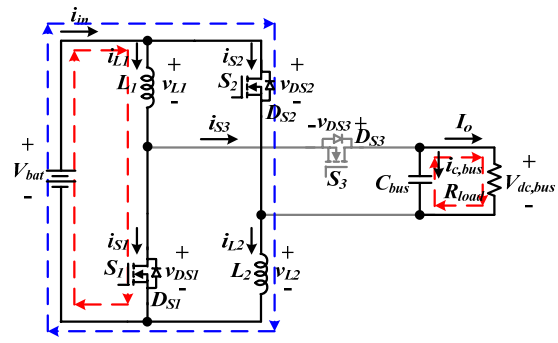 i_in
+ i_L1 + i_S2 +
L_1 v_L1 S_2 v_DS2
- D_S2 -
i_S3 -v_DS3+ D_S3 I_o
+ S_3 +
V_bat C_bus i_c,bus V_dc,bus
- R_load -
i_S1 + i_L2 +
S_1 v_DS1 L_2 v_L2
D_S1 - -